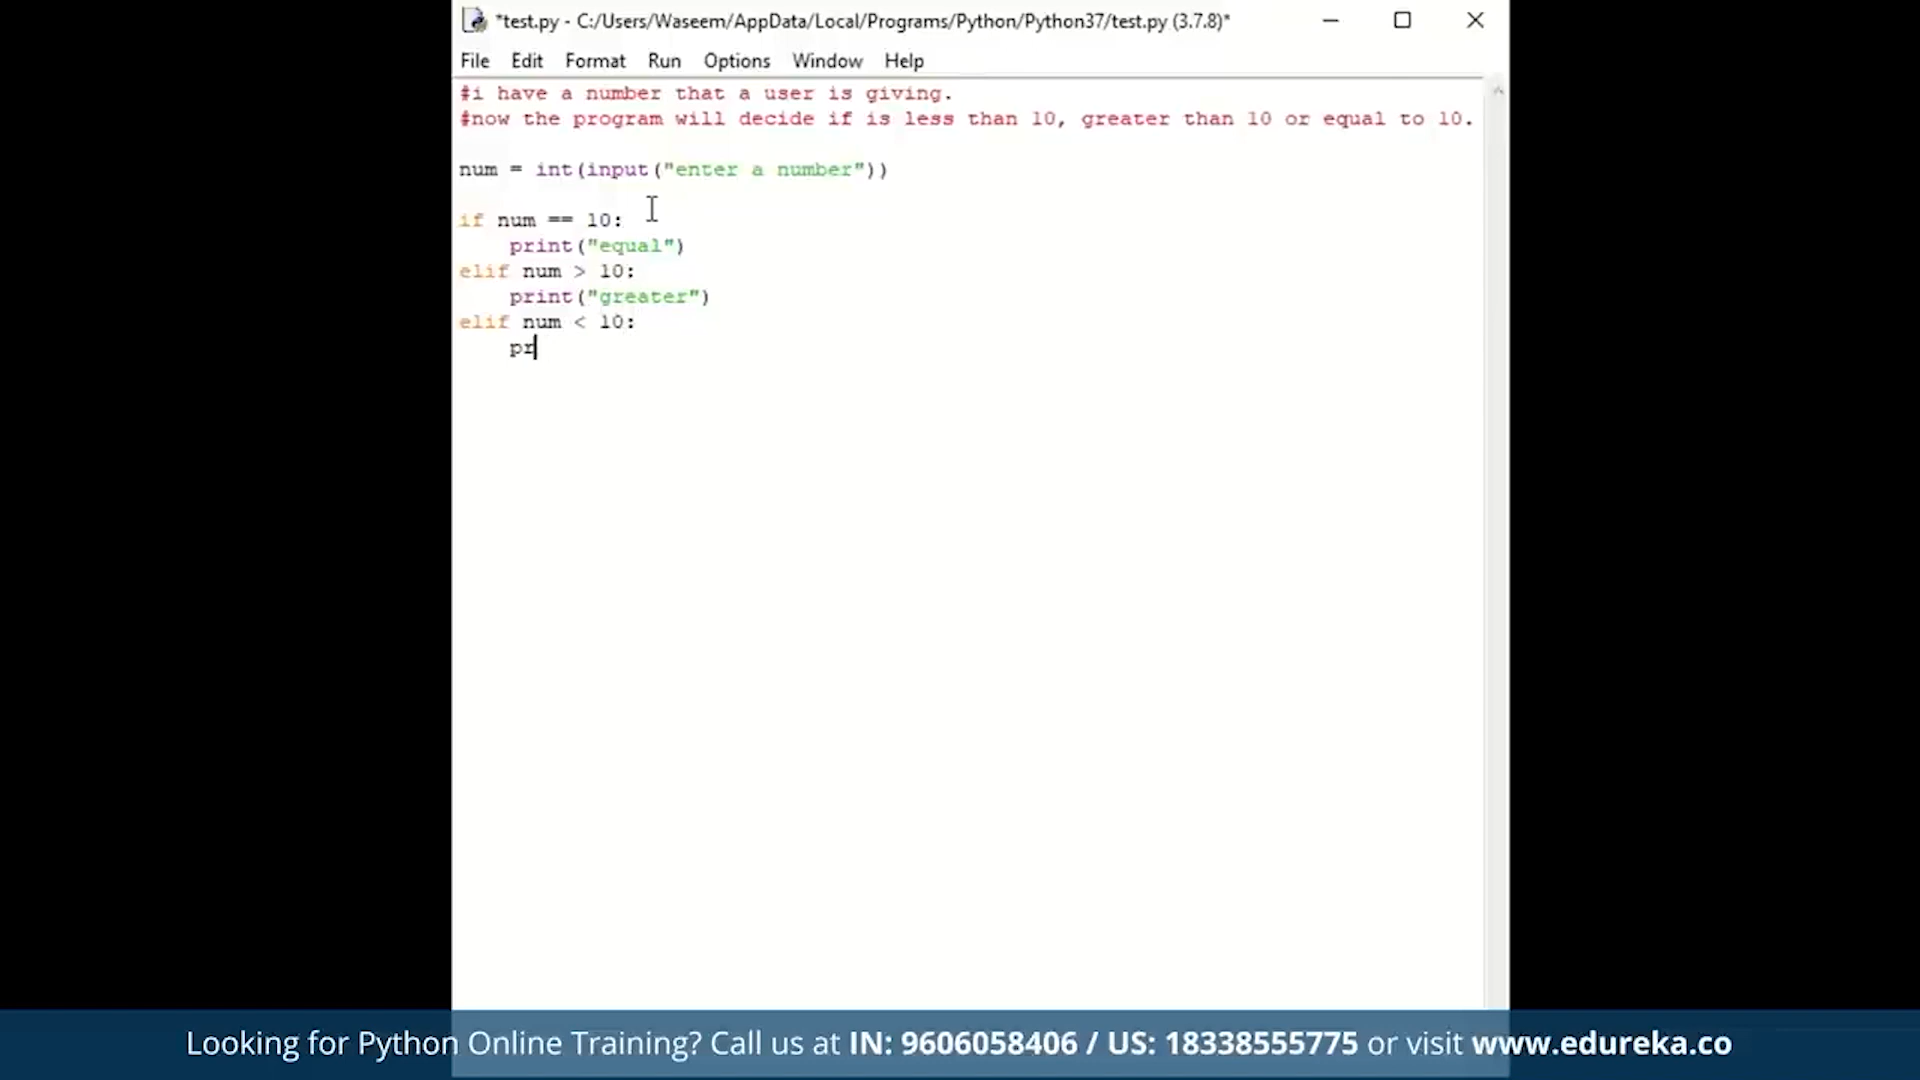 *test.py - C:/Users/Waseem/AppData/Local/Programs/Python/Python37/test.py (3.7.8)*
File Edit Format Run Options Window Help
#i have a number that a user is giving.
#now the program will decide if is less than 10, greater than 10 or equal to 10.
num = int(input("enter a number"))
if num == 10:
    print("equal")
elif num > 10:
    print("greater")
elif num < 10:
    pr
Looking for Python Online Training? Call us at IN: 9606058406 / US: 18338555775 or visit www.edureka.co